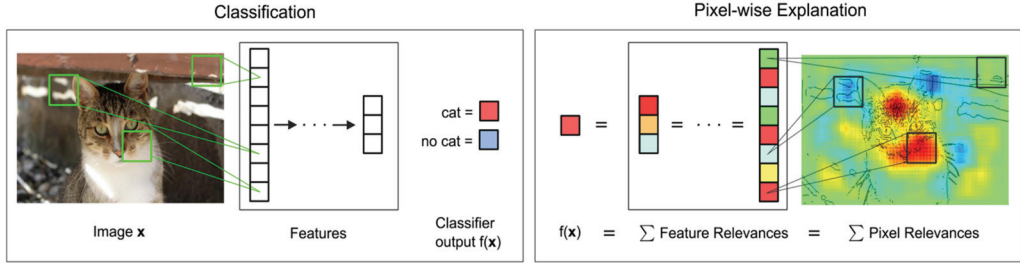 Classification
cat =
no cat =
Image x
Features
Classifier
output f(x)
Pixel-wise Explanation
= = · · · =
f(x) = ∑ Feature Relevances = ∑ Pixel Relevances